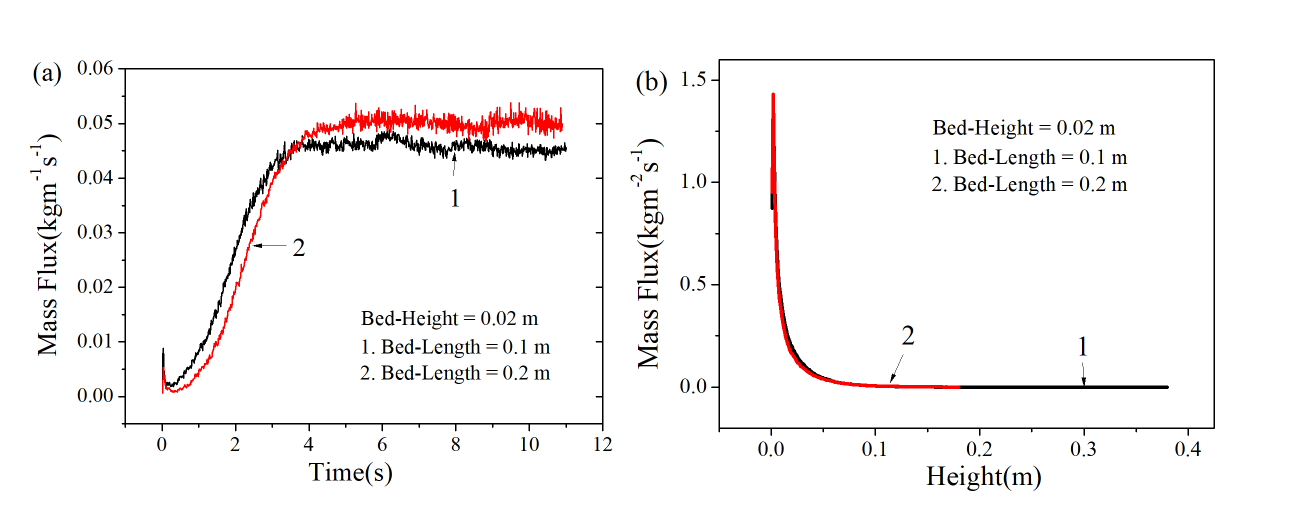 (a)
0.06
0.05
0.04
0.03
0.02
0.01
0.00
Mass Flux(kgm⁻¹s⁻¹)
1
2
Bed-Height = 0.02 m
1. Bed-Length = 0.1 m
2. Bed-Length = 0.2 m
0 2 4 6 8 10 12
Time(s)
(b)
1.5
1.0
0.5
0.0
Mass Flux(kgm⁻²s⁻¹)
Bed-Height = 0.02 m
1. Bed-Length = 0.1 m
2. Bed-Length = 0.2 m
2
1
0.0 0.1 0.2 0.3 0.4
Height(m)